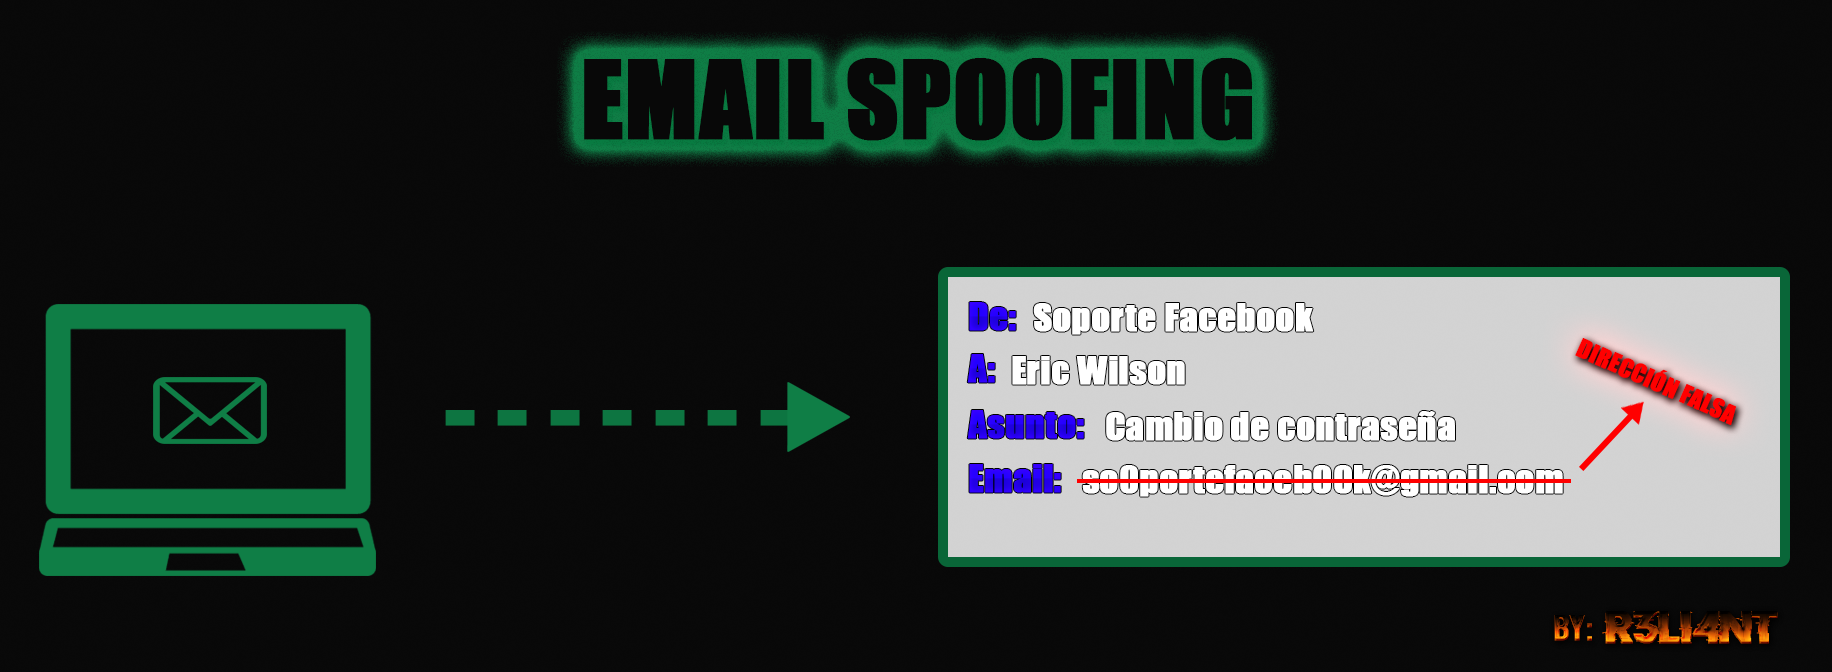 EMAIL SPOOFING
De: Soporte Facebook
A: Eric Wilson
Asunto: Cambio de contraseña
Email: so0portefaceb00k@gmail.com
DIRECCIÓN FALSA
BY: R3LI4NT